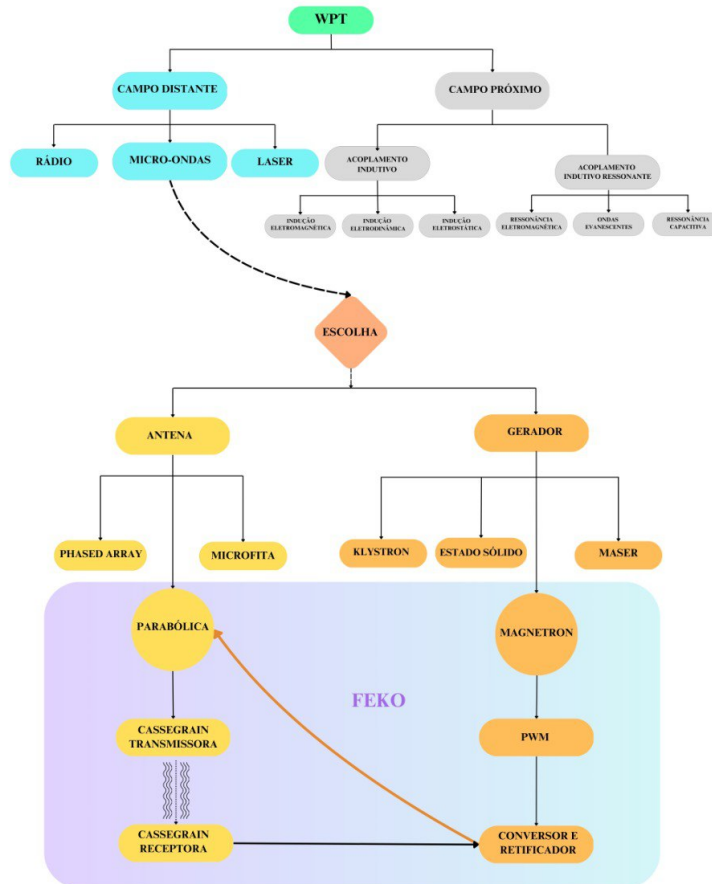 WPT
CAMPO DISTANTE
CAMPO PRÓXIMO
RÁDIO
MICRO-ONDAS
LASER
ACOPLAMENTO
INDUTIVO
ACOPLAMENTO
INDUTIVO RESSONANTE
INDUÇÃO
ELETROMAGNÉTICA
INDUÇÃO
ELETRODINÂMICA
INDUÇÃO
ELETROSTÁTICA
RESSONÂNCIA
ELETROMAGNÉTICA
ONDAS
EVANESCENTES
RESSONÂNCIA
CAPACITIVA
ESCOLHA
ANTENA
GERADOR
PHASED ARRAY
MICROFITA
KLYSTRON
ESTADO SÓLIDO
MASER
PARABÓLICA
MAGNETRON
FEKO
CASSEGRAIN
TRANSMISSORA
PWM
CASSEGRAIN
RECEPTORA
CONVERSOR E
RETIFICADOR